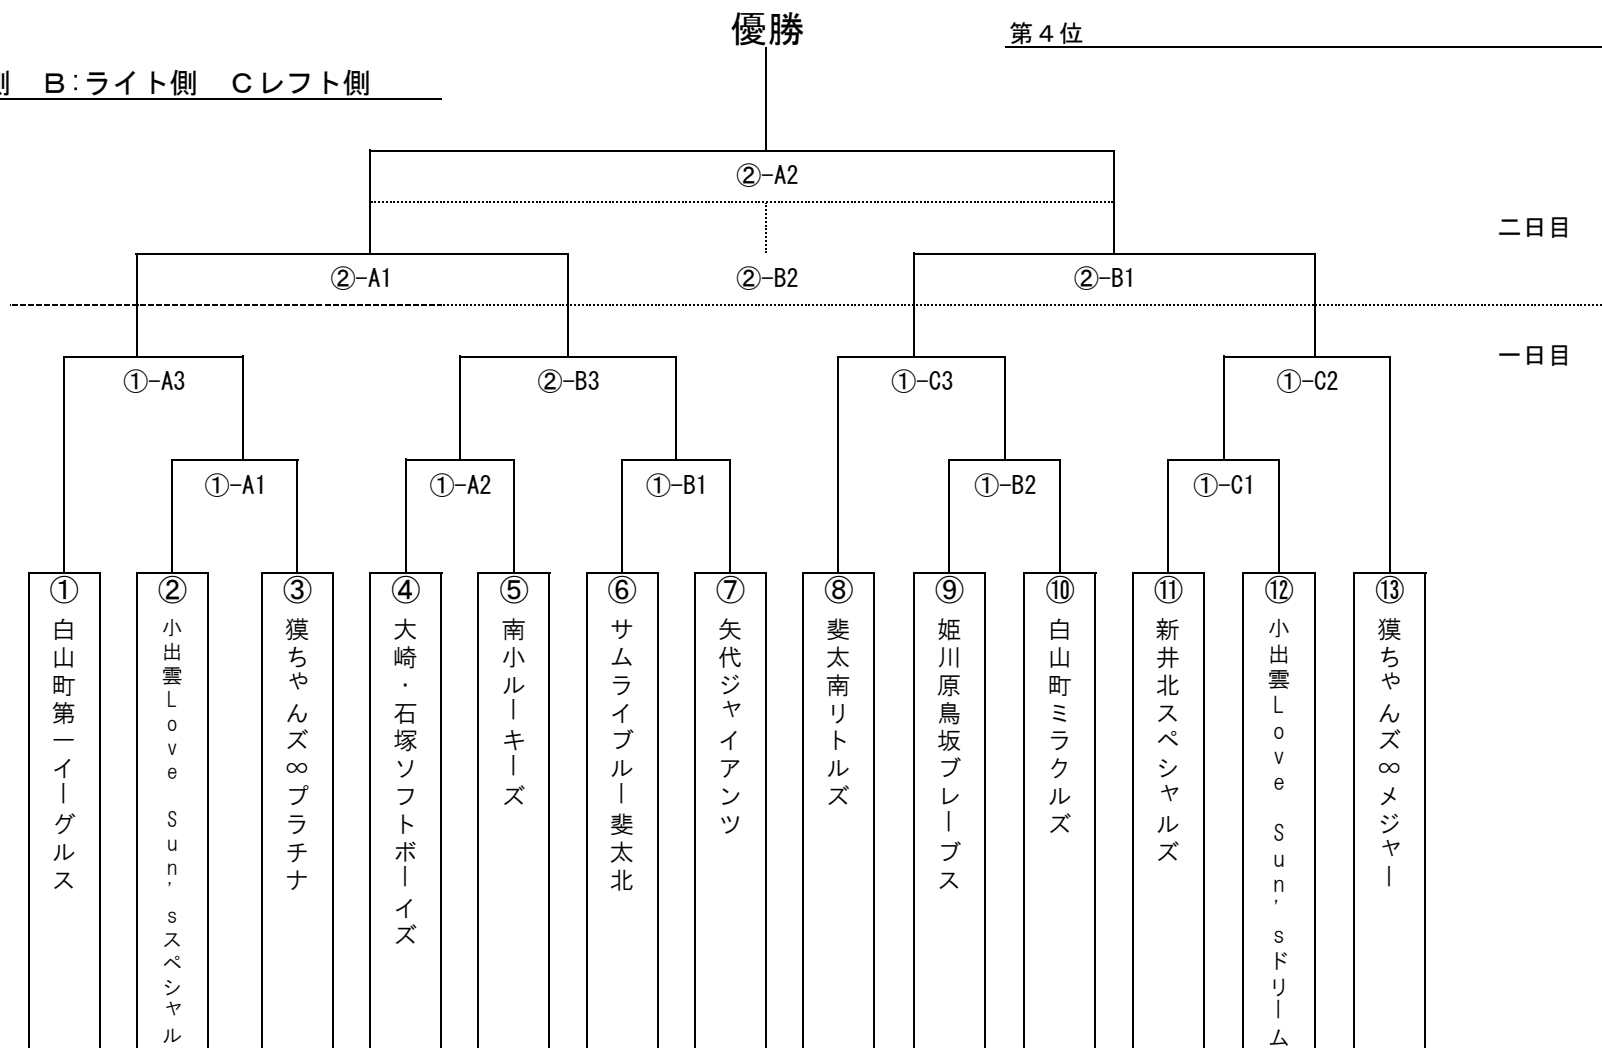 優勝
第４位
側　Ｂ：ライト側　Ｃレフト側
②-A2
二日目
②-A1
②-B2
②-B1
一日目
①-A3
②-B3
①-C3
①-C2
①-A1
①-A2
①-B1
①-B2
①-C1
①白山町第一イーグルス
②小出雲Love Sun’sスペシャル
③獏ちゃんズ∞プラチナ
④大崎・石塚ソフトボーイズ
⑤南小ルーキーズ
⑥サムライブルー斐太北
⑦矢代ジャイアンツ
⑧斐太南リトルズ
⑨姫川原鳥坂ブレーブス
⑩白山町ミラクルズ
⑪新井北スペシャルズ
⑫小出雲Love Sun’sドリーム
⑬獏ちゃんズ∞メジャー